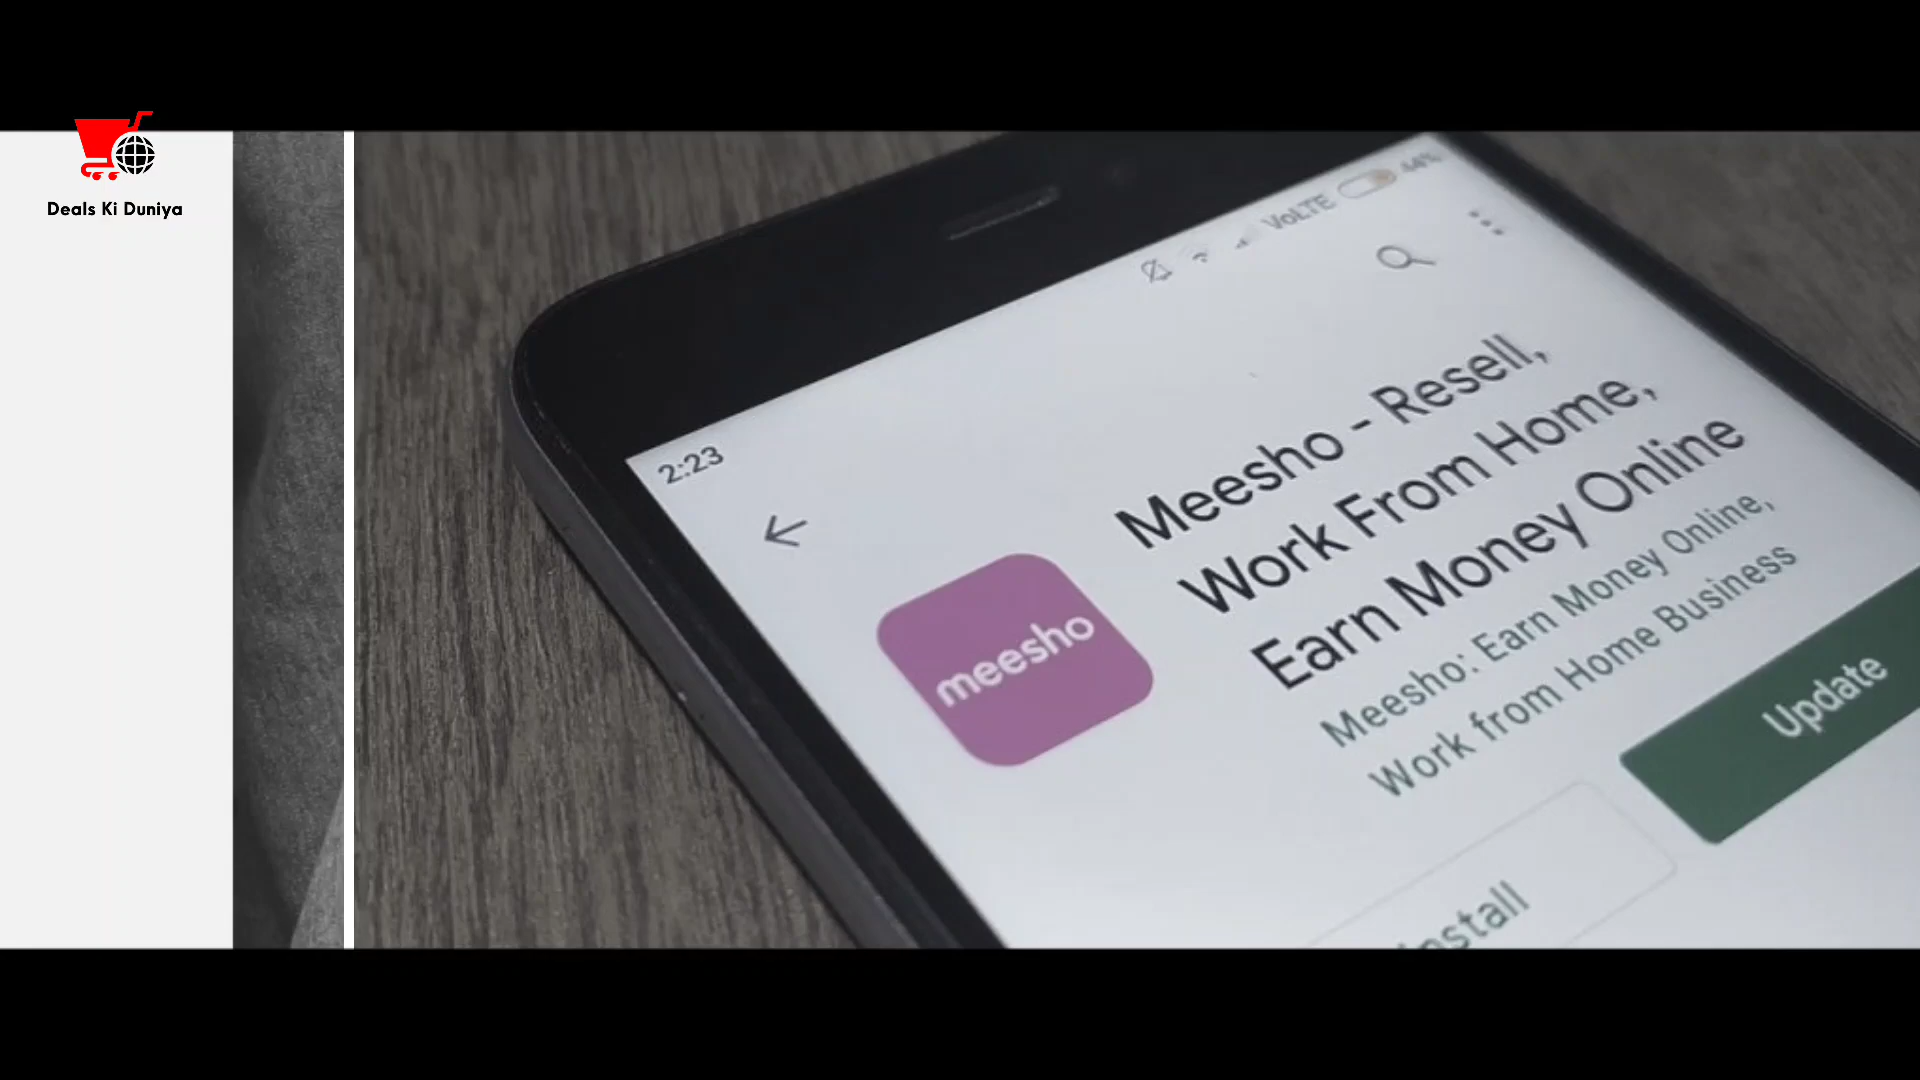 Deals Ki Duniya
VoLTE
2:23
Meesho - Resell,
Work From Home,
Earn Money Online
Meesho: Earn Money Online,
Work from Home Business
meesho
Update